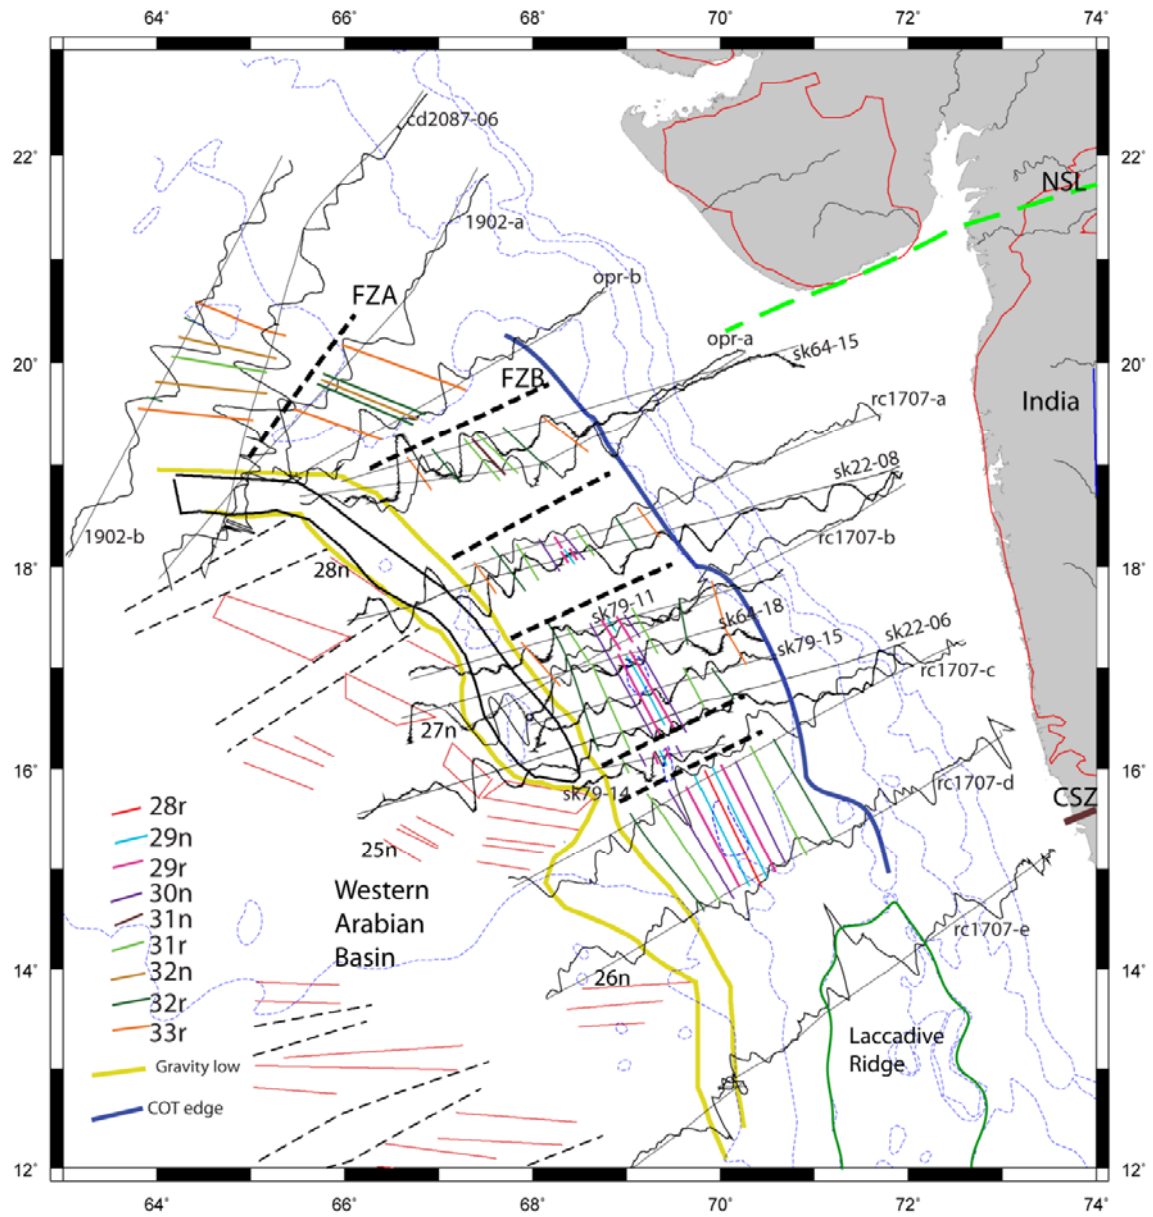 64° 66° 68° 70° 72° 74°
cd2087-06
22° 22°
NSL
1902-a
opr-b
FZA
opr-a
sk64-15
20° 20°
FZB
rc1707-a
India
sk22-08
1902-b
rc1707-b
18° 18°
28n
sk79-11
sk64-18
sk79-15
sk22-06
rc1707-c
27n
16° 16°
rc1707-d
sk79-14
CSZ
28r
29n
25n
29r
30n
Western
Arabian
Basin
31n
31r
rc1707-e
32n
14° 14°
26n
32r
33r
Laccadive
Ridge
Gravity low
COT edge
12° 12°
64° 66° 68° 70° 72° 74°